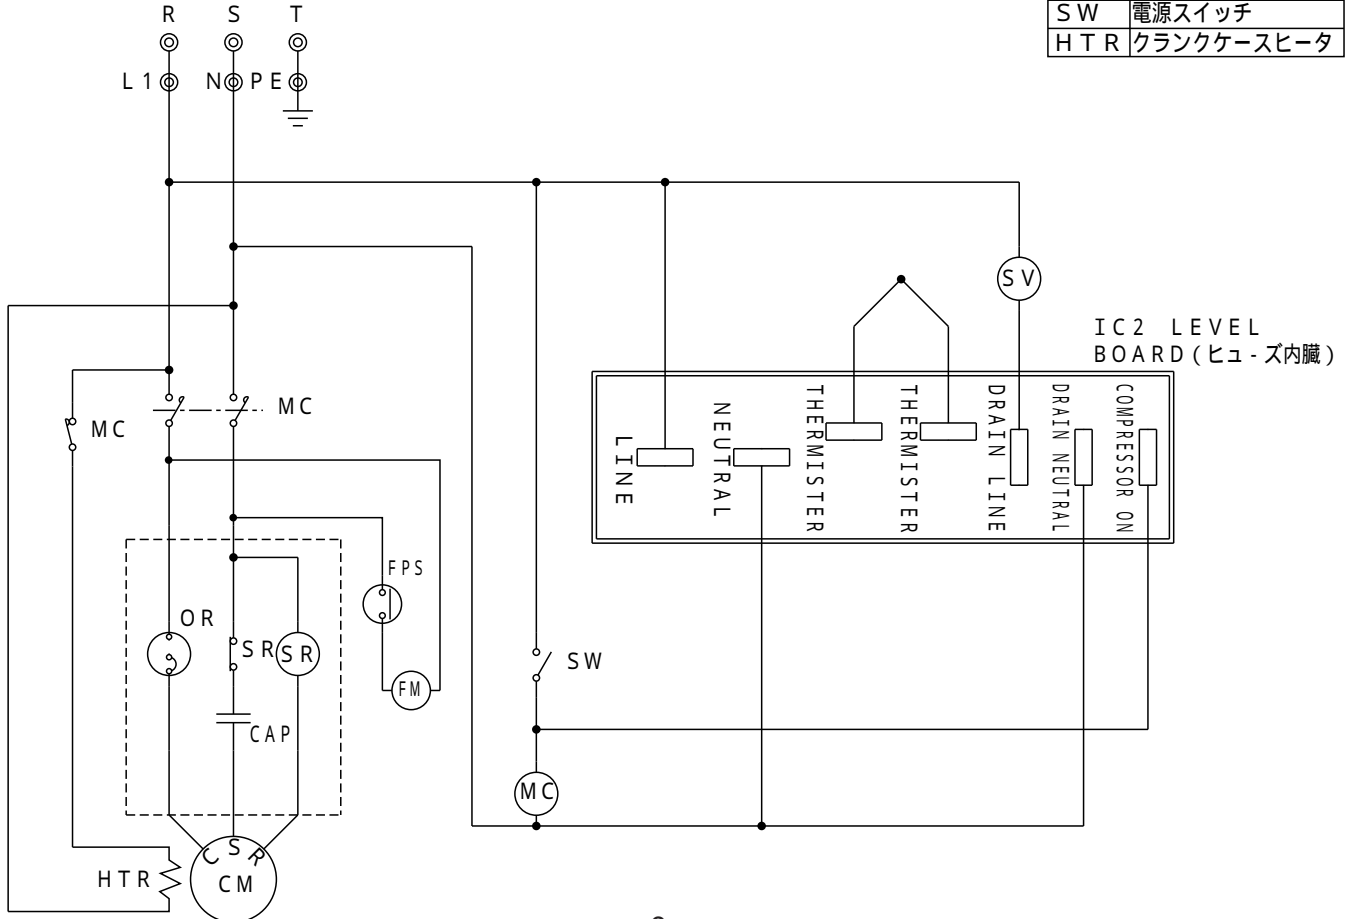 R S T
SW 電源スイッチ
HTR クランクケースヒータ
L1 N PE
SV
IC2 LEVEL
BOARD(ヒュ-ズ内臓)
MC
MC
LINE
NEUTRAL
THERMISTER
THERMISTER
DRAIN LINE
DRAIN NEUTRAL
COMPRESSOR ON
FPS
OR
SR
SR
SW
FM
CAP
MC
C S R
HTR
CM